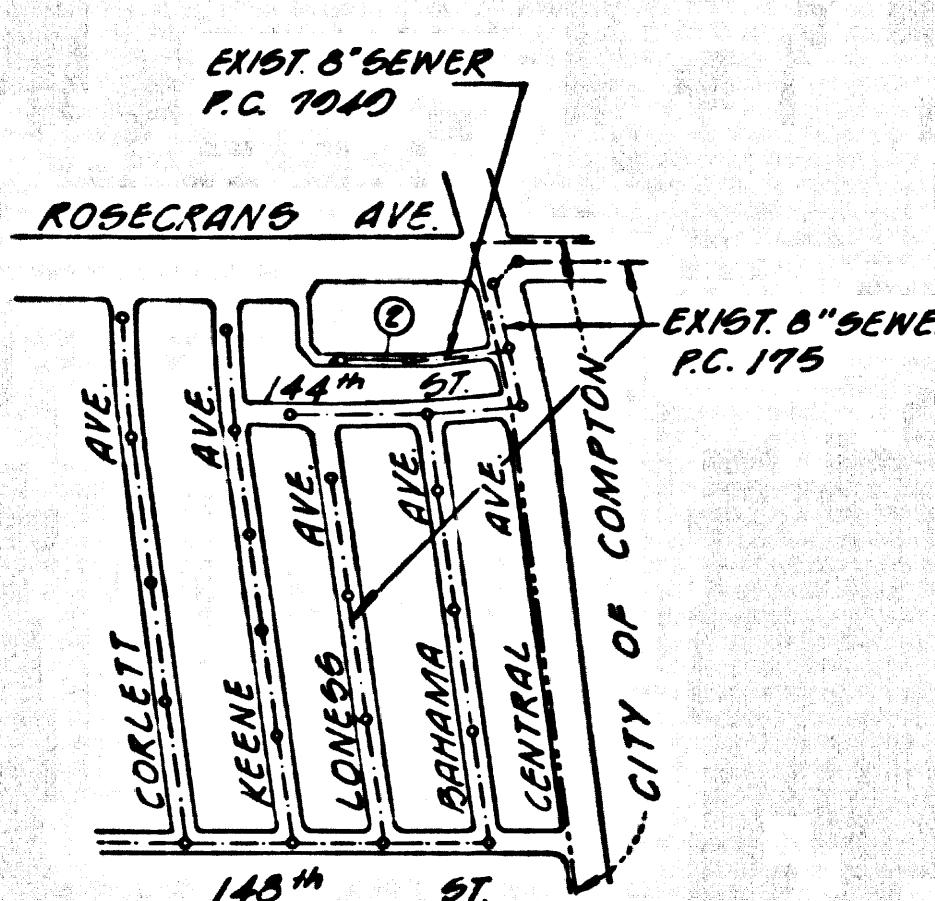 EXIST. 8" SEWER
P.C. 7949
ROSECRANS AVE.
2
EXIST. 8" SEWE
P.C. 175
144th ST.
CORLETT AVE.
KEENE AVE.
LONESS AVE.
BAHAMA AVE.
CENTRAL AVE.
CITY OF COMPTON
148th ST.